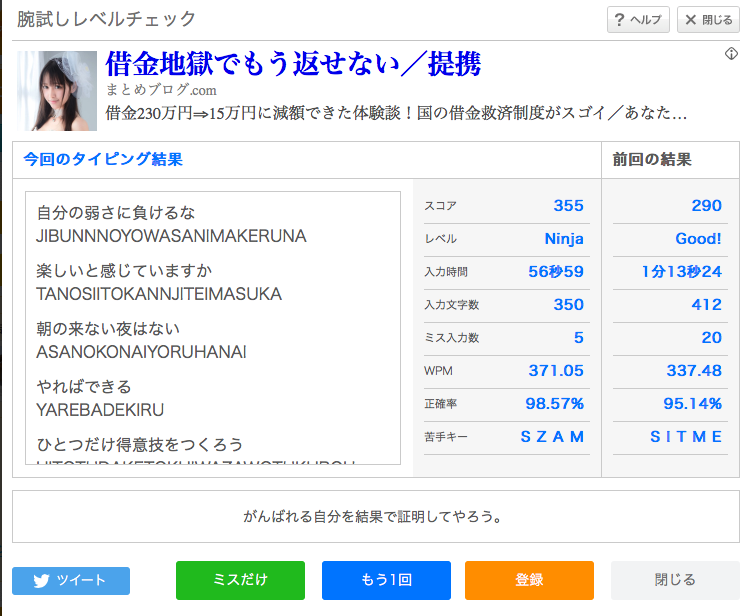 腕試しレベルチェック
? ヘルプ
✕ 閉じる
借金地獄でもう返せない／提携
まとめブログ.com
借金230万円⇒15万円に減額できた体験談！国の借金救済制度がスゴイ／あなた…
今回のタイピング結果
前回の結果
自分の弱さに負けるな
JIBUNNNOYOWASANIMAKERUNA
楽しいと感じていますか
TANOSIITOKANNJITEIMASUKA
朝の来ない夜はない
ASANOKONAIYORUHANAI
やればできる
YAREBADEKIRU
ひとつだけ得意技をつくろう
スコア 355 290
レベル Ninja Good!
入力時間 56秒59 1分13秒24
入力文字数 350 412
ミス入力数 5 20
WPM 371.05 337.48
正確率 98.57% 95.14%
苦手キー S Z A M S I T M E
がんばれる自分を結果で証明してやろう。
ツイート
ミスだけ
もう1回
登録
閉じる